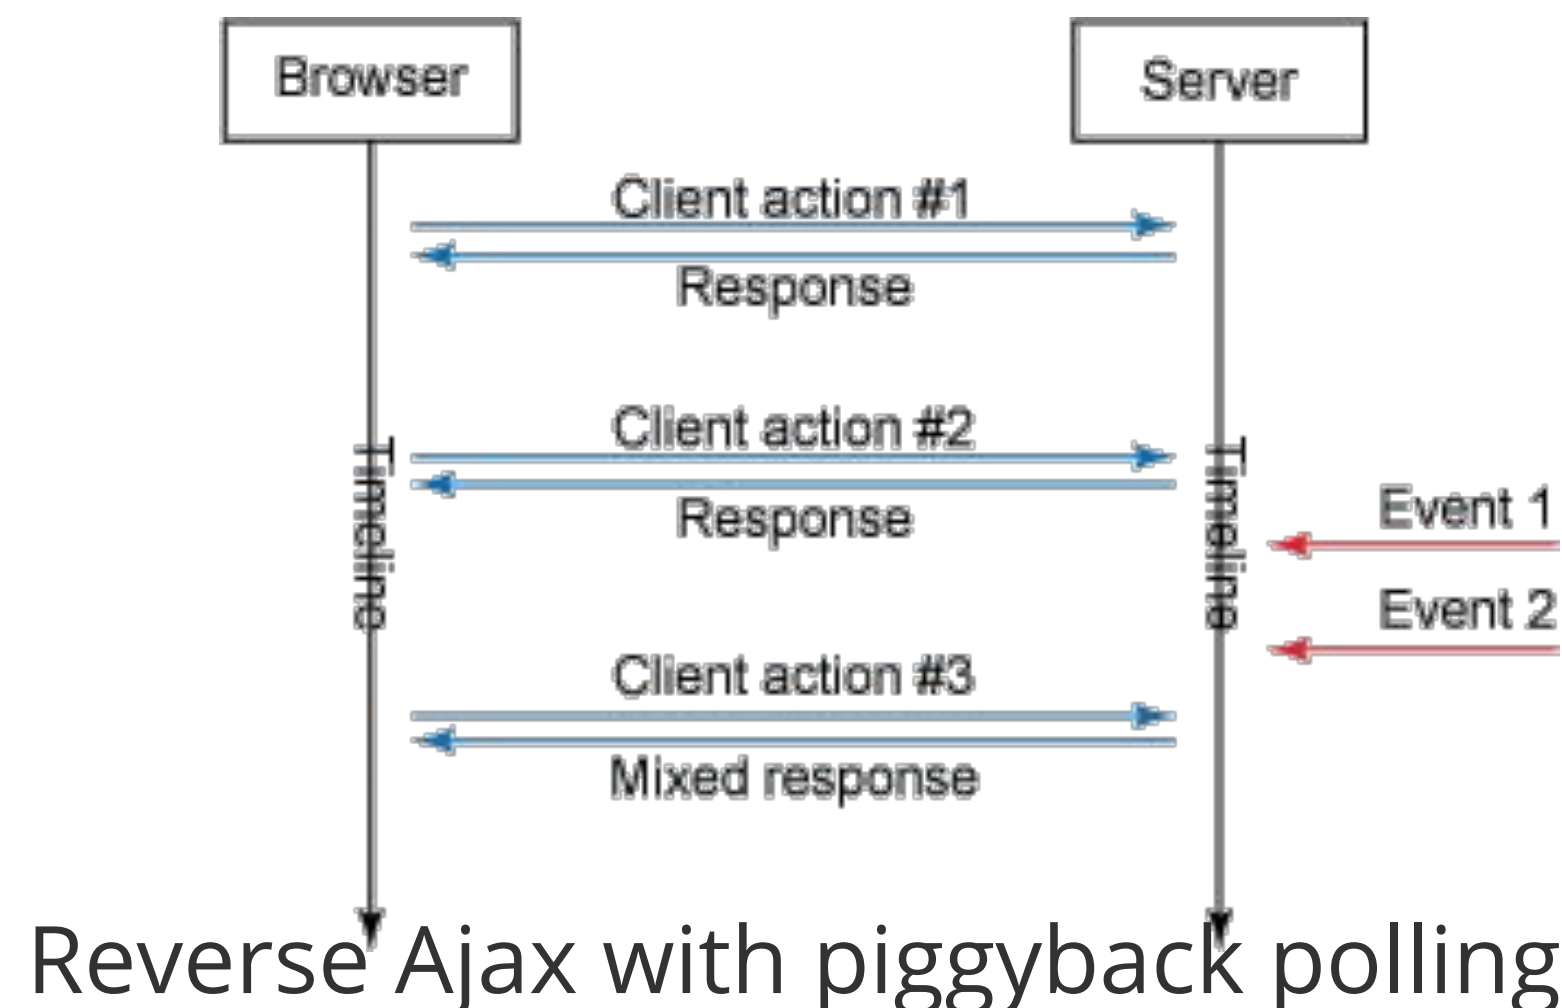 Browser
Server
Client action #1
Response
Client action #2
Response
Timeline
Timeline
Event 1
Event 2
Client action #3
Mixed response
Reverse Ajax with piggyback polling